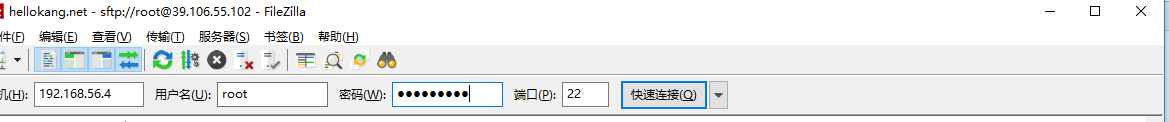 hellokang.net - sftp://root@39.106.55.102 - FileZilla
件(F) 编辑(E) 查看(V) 传输(T) 服务器(S) 书签(B) 帮助(H)
机(H): 192.168.56.4 用户名(U): root 密码(W): ●●●●●●●●● 端口(P): 22 快速连接(Q)